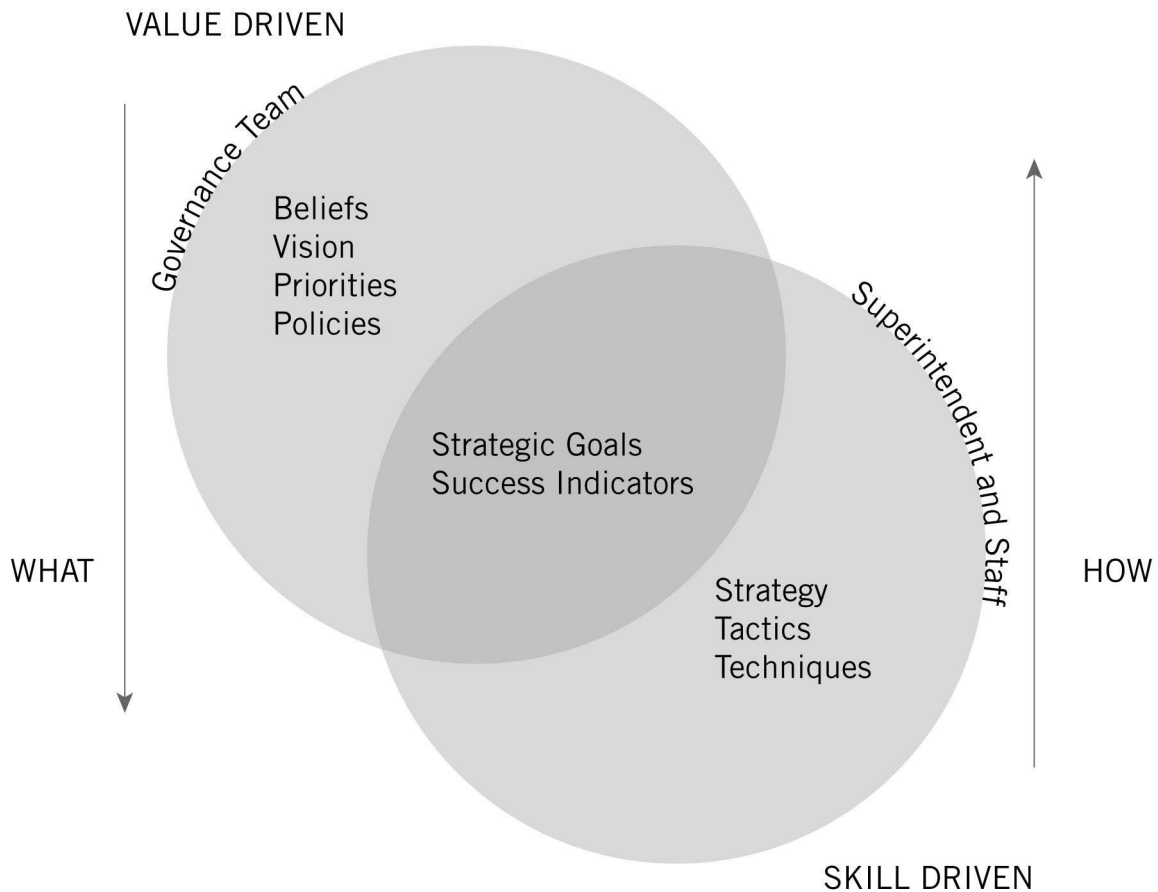 VALUE DRIVEN
Governance Team
Beliefs
Vision
Priorities
Policies
Superintendent and Staff
Strategic Goals
Success Indicators
WHAT
HOW
Strategy
Tactics
Techniques
SKILL DRIVEN